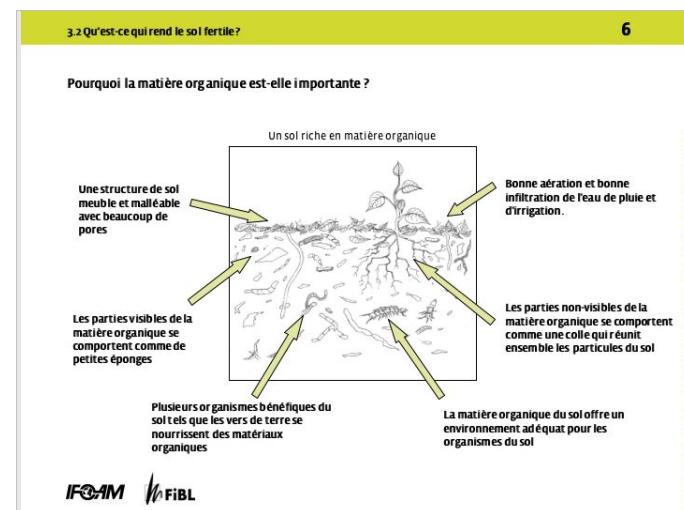 3.2 Qu'est-ce qui rend le sol fertile?
6
Pourquoi la matière organique est-elle importante ?
Un sol riche en matière organique
Une structure de sol
meuble et malléable
avec beaucoup de
pores
Bonne aération et bonne
infiltration de l'eau de pluie et
d'irrigation.
Les parties visibles de la
matière organique se
comportent comme de
petites éponges
Les parties non-visibles de la
matière organique se comportent
comme une colle qui réunit
ensemble les particules du sol
Plusieurs organismes bénéfiques du
sol tels que les vers de terre se
nourrissent des matériaux
organiques
La matière organique du sol offre un
environnement adéquat pour les
organismes du sol
IFOAM
FiBL